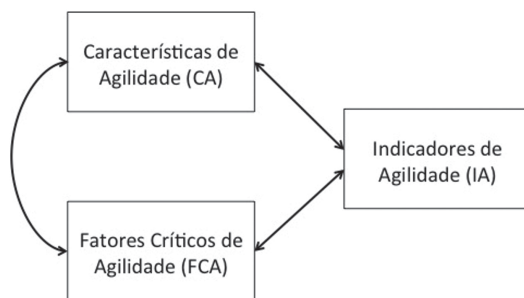 Características de
Agilidade (CA)
Indicadores de
Agilidade (IA)
Fatores Críticos de
Agilidade (FCA)